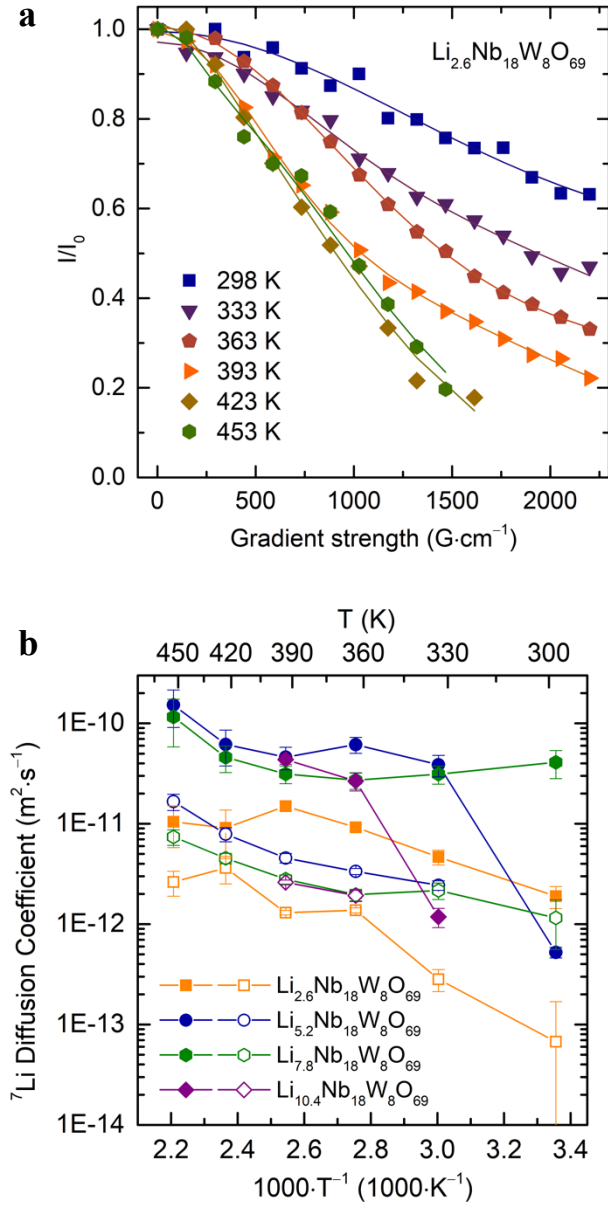 a
Li₂.₆Nb₁₈W₈O₆₉
1.0
0.8
0.6
0.4
0.2
0.0
I/I₀
298 K
333 K
363 K
393 K
423 K
453 K
0 500 1000 1500 2000
Gradient strength (G·cm⁻¹)
b
T (K)
450 420 390 360 330 300
1E-10
1E-11
1E-12
1E-13
1E-14
⁷Li Diffusion Coefficient (m²·s⁻¹)
Li₂.₆Nb₁₈W₈O₆₉
Li₅.₂Nb₁₈W₈O₆₉
Li₇.₈Nb₁₈W₈O₆₉
Li₁₀.₄Nb₁₈W₈O₆₉
2.2 2.4 2.6 2.8 3.0 3.2 3.4
1000·T⁻¹ (1000·K⁻¹)